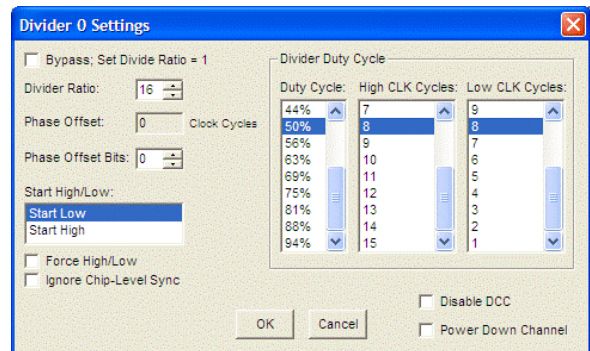 Divider 0 Settings
Bypass; Set Divide Ratio = 1
Divider Ratio: 16
Phase Offset: 0 Clock Cycles
Phase Offset Bits: 0
Start High/Low:
Start Low
Start High
Force High/Low
Ignore Chip-Level Sync
Divider Duty Cycle
Duty Cycle: High CLK Cycles: Low CLK Cycles:
44% 7 9
50% 8 8
56% 9 7
63% 10 6
69% 11 5
75% 12 4
81% 13 3
88% 14 2
94% 15 1
Disable DCC
OK Cancel
Power Down Channel